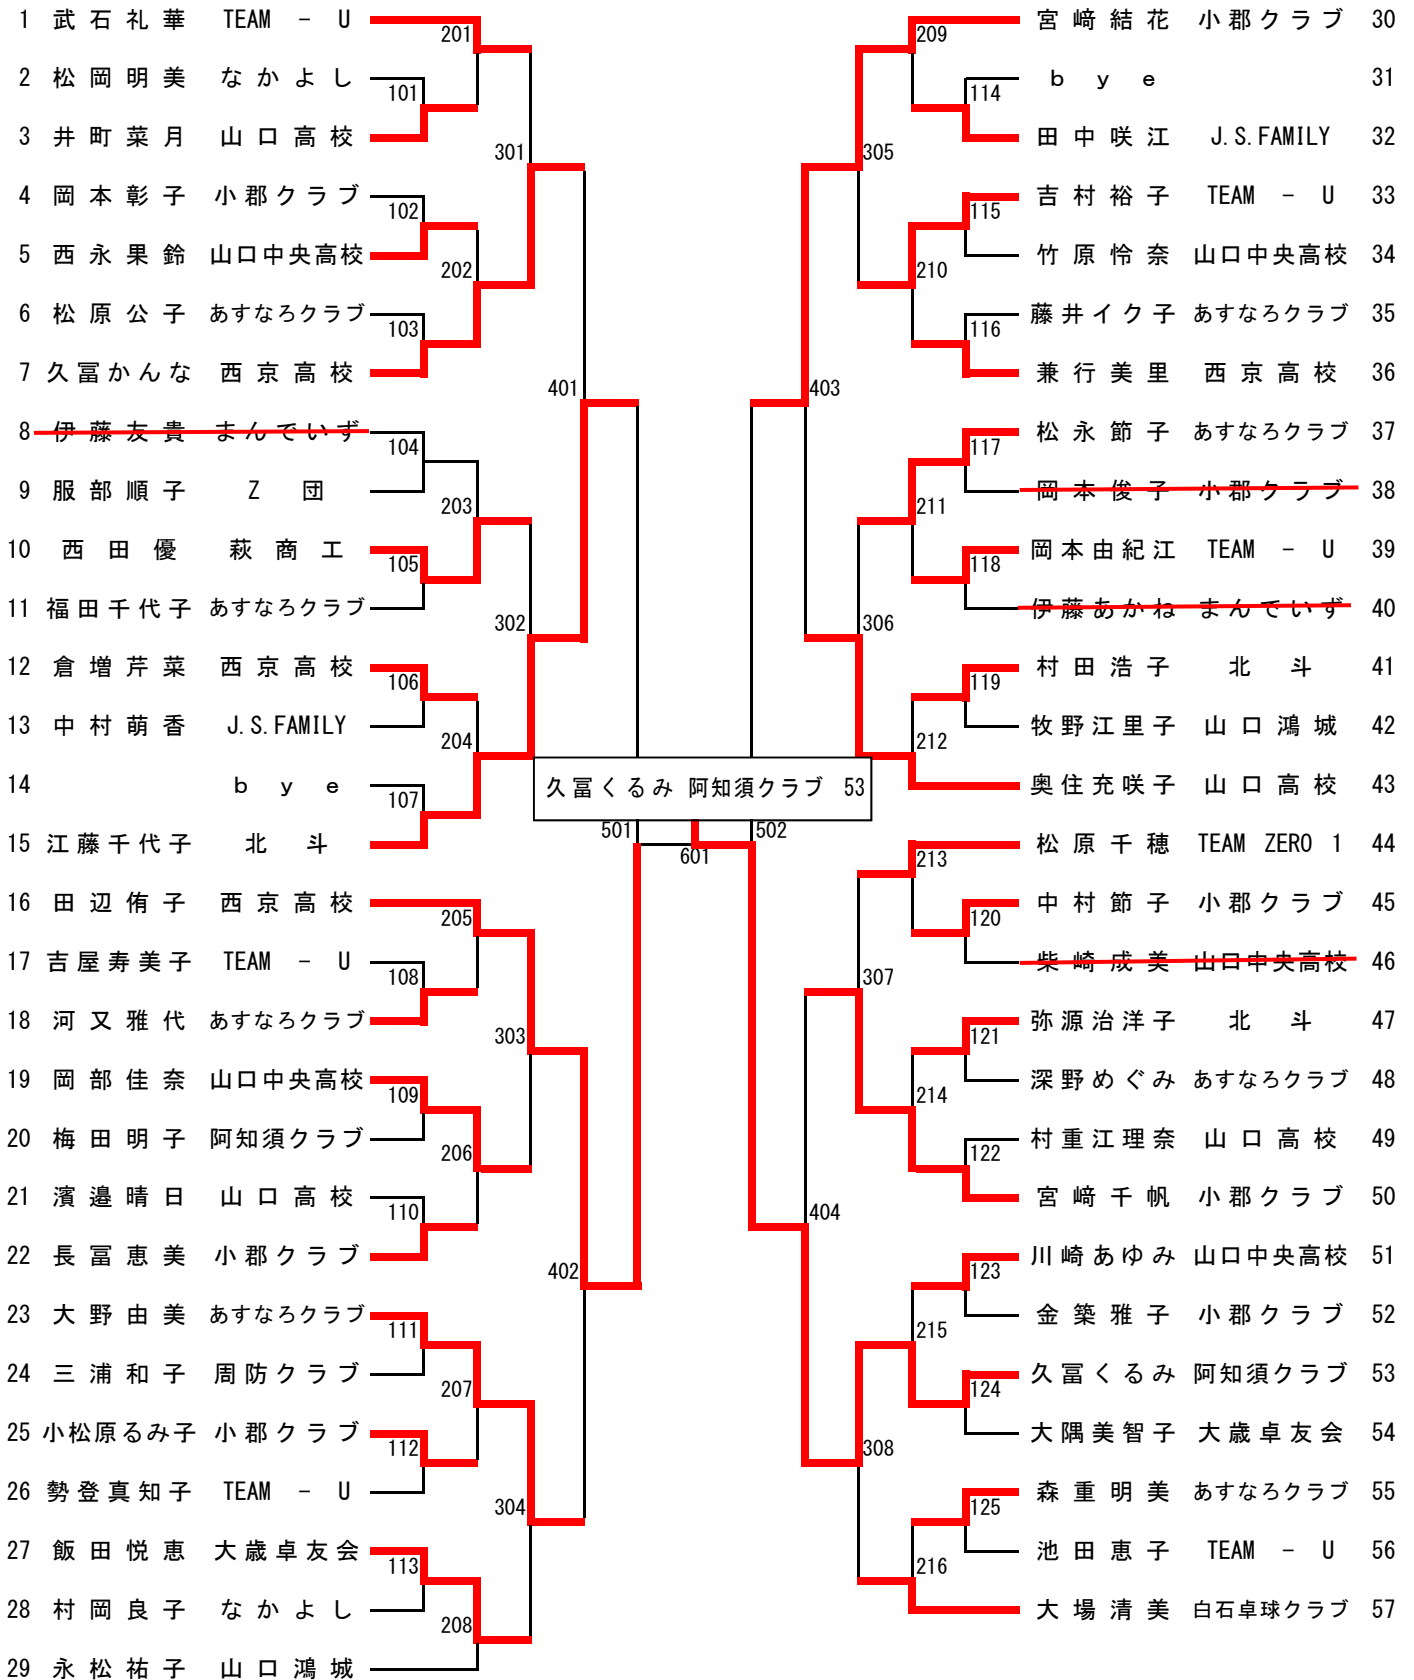 1 武石礼華 TEAM － U
2 松岡明美 なかよし
3 井町菜月 山口高校
4 岡本彰子 小郡クラブ
5 西永果鈴 山口中央高校
6 松原公子 あすなろクラブ
7 久冨かんな 西京高校
8 伊藤友貴 まんでいず
9 服部順子 Z団
10 西田優 萩商工
11 福田千代子 あすなろクラブ
12 倉増芹菜 西京高校
13 中村萌香 J.S.FAMILY
14 bye
15 江藤千代子 北斗
16 田辺侑子 西京高校
17 吉屋寿美子 TEAM － U
18 河又雅代 あすなろクラブ
19 岡部佳奈 山口中央高校
20 梅田明子 阿知須クラブ
21 濱邉晴日 山口高校
22 長冨恵美 小郡クラブ
23 大野由美 あすなろクラブ
24 三浦和子 周防クラブ
25 小松原るみ子 小郡クラブ
26 勢登真知子 TEAM － U
27 飯田悦恵 大歳卓友会
28 村岡良子 なかよし
29 永松祐子 山口鴻城
101
102
103
104
105
106
107
108
109
110
111
112
113
201
202
203
204
205
206
207
208
301
302
303
304
401
402
久冨くるみ 阿知須クラブ 53
501
502
601
403
404
305
306
307
308
209
210
211
212
213
214
215
216
114
115
116
117
118
119
120
121
122
123
124
125
宮﨑結花 小郡クラブ 30
bye 31
田中咲江 J.S.FAMILY 32
吉村裕子 TEAM － U 33
竹原怜奈 山口中央高校 34
藤井イク子 あすなろクラブ 35
兼行美里 西京高校 36
松永節子 あすなろクラブ 37
岡本俊子 小郡クラブ 38
岡本由紀江 TEAM － U 39
伊藤あかね まんでいず 40
村田浩子 北斗 41
牧野江里子 山口鴻城 42
奥住充咲子 山口高校 43
松原千穂 TEAM ZERO 1 44
中村節子 小郡クラブ 45
柴崎成美 山口中央高校 46
弥源治洋子 北斗 47
深野めぐみ あすなろクラブ 48
村重江理奈 山口高校 49
宮﨑千帆 小郡クラブ 50
川崎あゆみ 山口中央高校 51
金築雅子 小郡クラブ 52
久冨くるみ 阿知須クラブ 53
大隅美智子 大歳卓友会 54
森重明美 あすなろクラブ 55
池田恵子 TEAM － U 56
大場清美 白石卓球クラブ 57